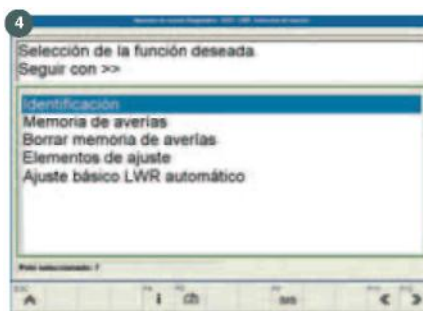 4
Selección de la función deseada
Seguir con >>
Identificación
Memoria de averías
Borrar memoria de averías
Elementos de ajuste
Ajuste básico LWR automático
i
SUS